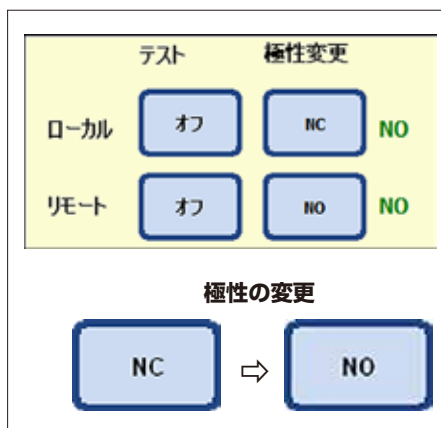 テスト 極性変更
ローカル オフ NC NO
リモート オフ NO NO
極性の変更
NC ⇨ NO